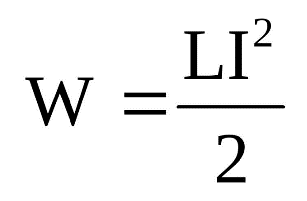 W = LI²/2